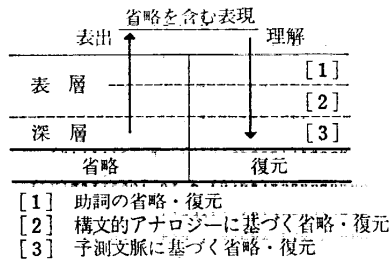 省略を含む表現
表出 理解
表層 [1]
[2]
深層 [3]
省略 復元
[1] 助詞の省略・復元
[2] 構文的アナロジーに基づく省略・復元
[3] 予測文脈に基づく省略・復元